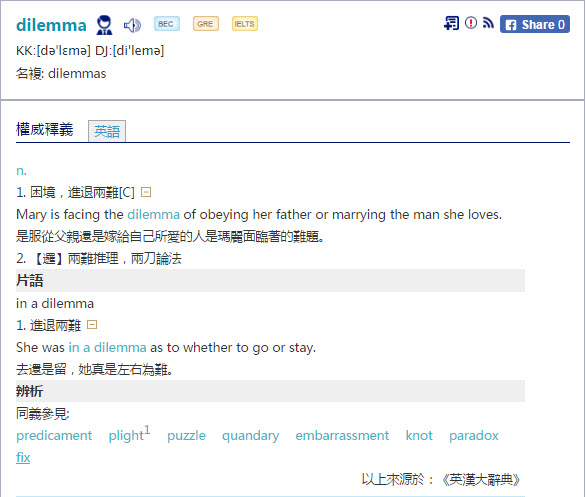 dilemma BEC GRE IELTS Share 0
KK:[dəˈlɛmə] DJ:[diˈlemə]
名複: dilemmas
權威釋義 英語
n.
1. 困境，進退兩難[C]
Mary is facing the dilemma of obeying her father or marrying the man she loves.
是服從父親還是嫁給自己所愛的人是瑪麗面臨著的難題。
2. 【邏】兩難推理，兩刀論法
片語
in a dilemma
1. 進退兩難
She was in a dilemma as to whether to go or stay.
去還是留，她真是左右為難。
辨析
同義參見:
predicament plight1 puzzle quandary embarrassment knot paradox
fix
以上來源於：《英漢大辭典》